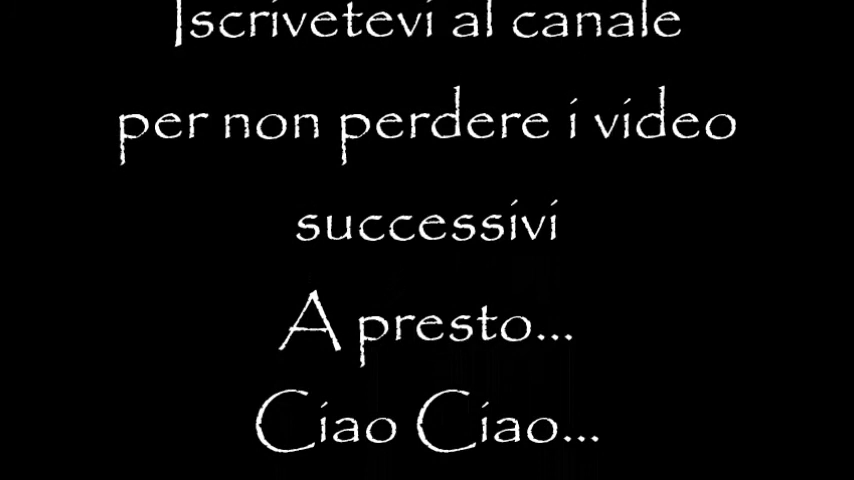 Iscrivetevi al canale
per non perdere i video
successivi
A presto...
Ciao Ciao...